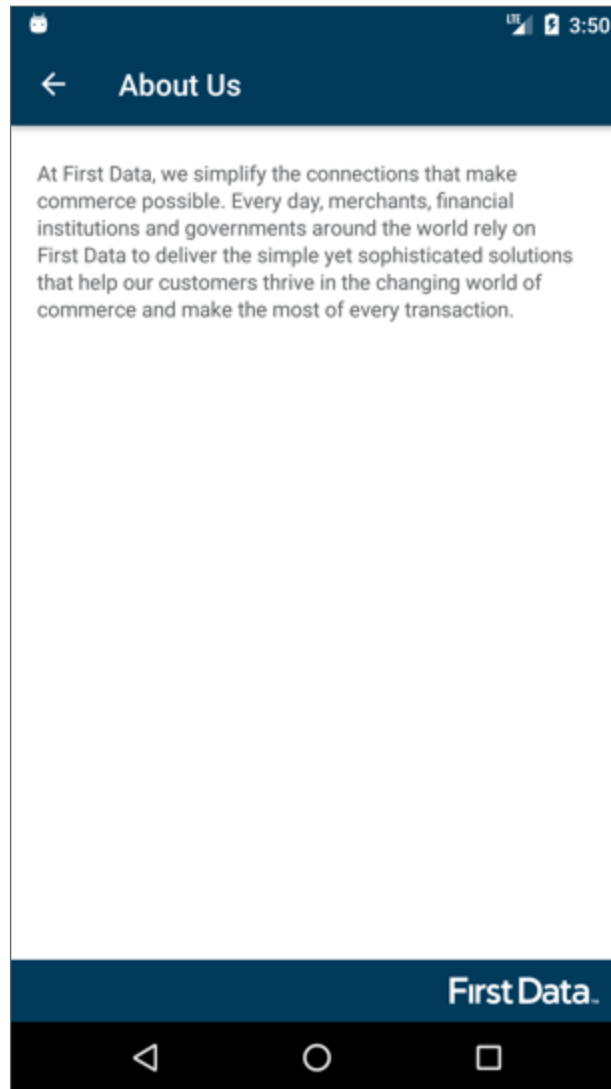 LTE 3:50
About Us
At First Data, we simplify the connections that make
commerce possible. Every day, merchants, financial
institutions and governments around the world rely on
First Data to deliver the simple yet sophisticated solutions
that help our customers thrive in the changing world of
commerce and make the most of every transaction.
First Data™